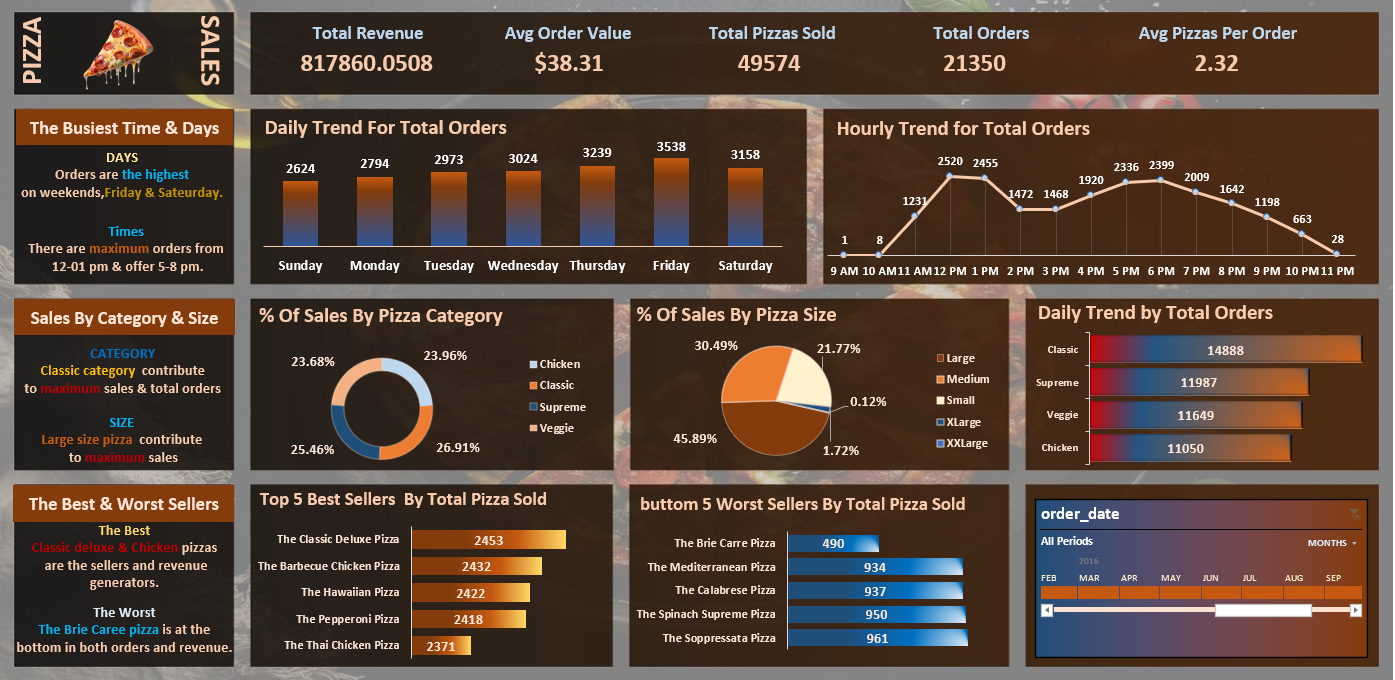 PIZZA
SALES
Total Revenue
817860.0508
Avg Order Value
$38.31
Total Pizzas Sold
49574
Total Orders
21350
Avg Pizzas Per Order
2.32
The Busiest Time & Days
DAYS
Orders are the highest
on weekends,Friday & Sateurday.
Times
There are maximum orders from
12-01 pm & offer 5-8 pm.
Daily Trend For Total Orders
2624
2794
2973
3024
3239
3538
3158
Sunday
Monday
Tuesday
Wednesday
Thursday
Friday
Saturday
Hourly Trend for Total Orders
1
8
1231
2520
2455
1472
1468
1920
2336
2399
2009
1642
1198
663
28
9 AM
10 AM
11 AM
12 PM
1 PM
2 PM
3 PM
4 PM
5 PM
6 PM
7 PM
8 PM
9 PM
10 PM
11 PM
Sales By Category & Size
CATEGORY
Classic category contribute
to maximum sales & total orders
SIZE
Large size pizza contribute
to maximum sales
% Of Sales By Pizza Category
23.68%
23.96%
25.46%
26.91%
Chicken
Classic
Supreme
Veggie
% Of Sales By Pizza Size
30.49%
21.77%
0.12%
1.72%
45.89%
Large
Medium
Small
XLarge
XXLarge
Daily Trend by Total Orders
Classic
14888
Supreme
11987
Veggie
11649
Chicken
11050
The Best & Worst Sellers
The Best
Classic deluxe & Chicken pizzas
are the sellers and revenue
generators.
The Worst
The Brie Caree pizza is at the
bottom in both orders and revenue.
Top 5 Best Sellers By Total Pizza Sold
The Classic Deluxe Pizza
2453
The Barbecue Chicken Pizza
2432
The Hawaiian Pizza
2422
The Pepperoni Pizza
2418
The Thai Chicken Pizza
2371
buttom 5 Worst Sellers By Total Pizza Sold
The Brie Carre Pizza
490
The Mediterranean Pizza
934
The Calabrese Pizza
937
The Spinach Supreme Pizza
950
The Soppressata Pizza
961
order_date
All Periods
MONTHS
2016
FEB
MAR
APR
MAY
JUN
JUL
AUG
SEP